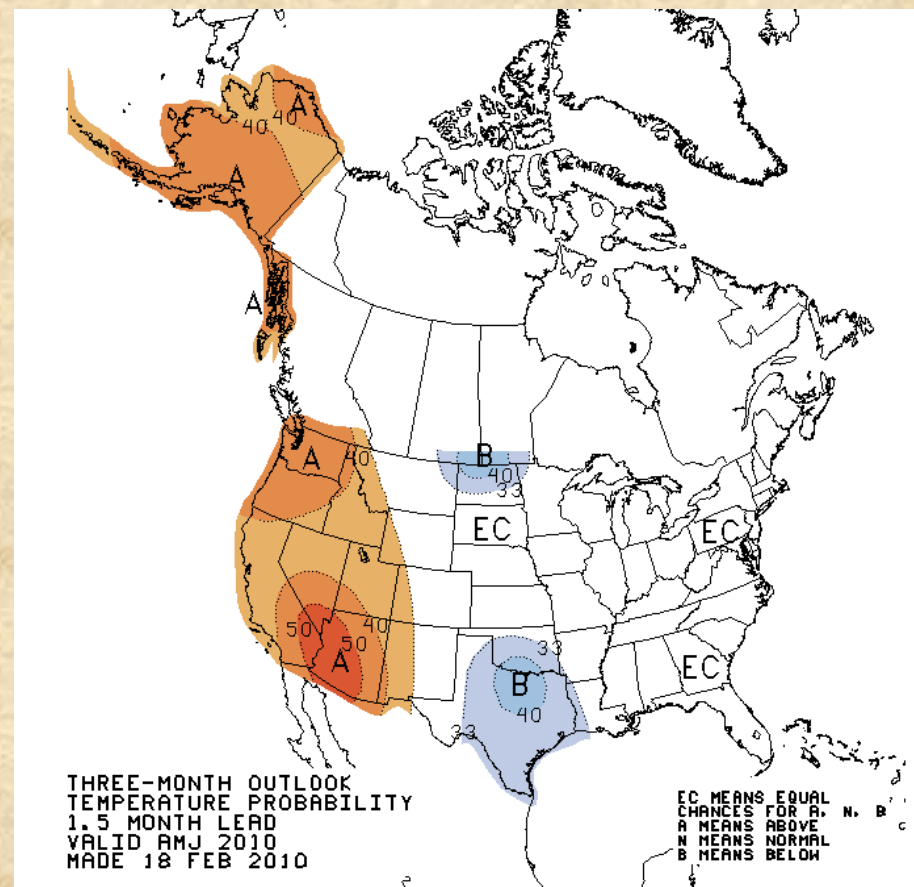 A
40 40
A
A
A
40
B
40
33
EC
EC
50
40
50
A
33
B
40
33
EC
THREE-MONTH OUTLOOK
TEMPERATURE PROBABILITY
1.5 MONTH LEAD
VALID AMJ 2010
MADE 18 FEB 2010
EC MEANS EQUAL
CHANCES FOR A, N, B
A MEANS ABOVE
N MEANS NORMAL
B MEANS BELOW